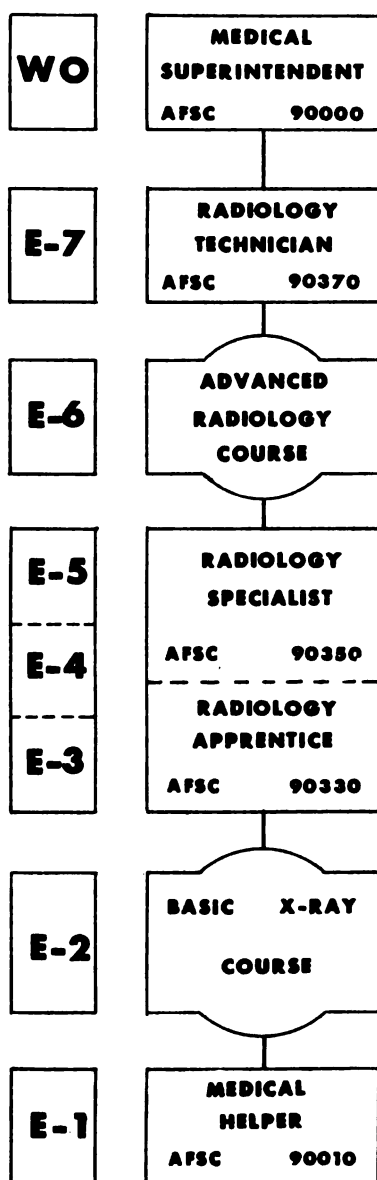 WO
MEDICAL
SUPERINTENDENT
AFSC 90000
E-7
RADIOLOGY
TECHNICIAN
AFSC 90370
E-6
ADVANCED
RADIOLOGY
COURSE
E-5
E-4
E-3
RADIOLOGY
SPECIALIST
AFSC 90350
RADIOLOGY
APPRENTICE
AFSC 90330
E-2
BASIC X-RAY
COURSE
E-1
MEDICAL
HELPER
AFSC 90010